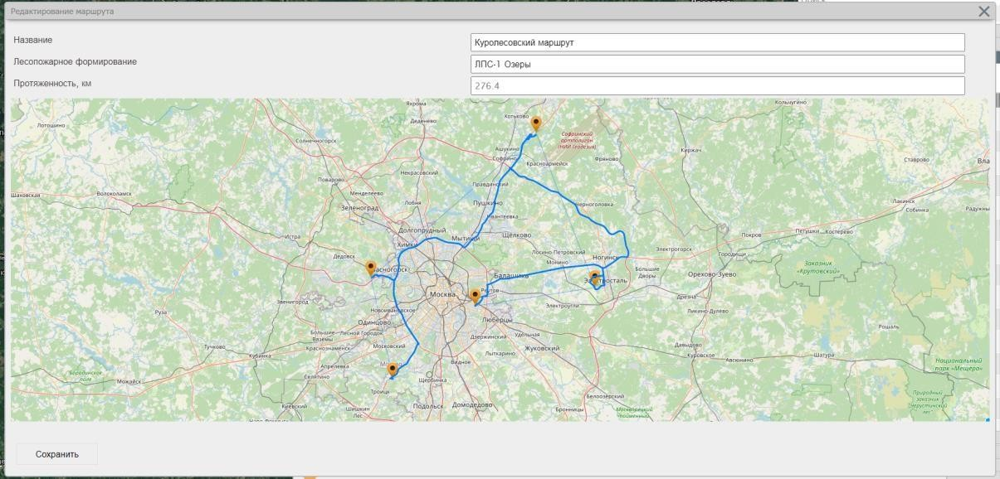 Редактирование маршрута
Название
Куролесовский маршрут
Лесопожарное формирование
ЛПС-1 Озеры
Протяженность, км
276.4
Яхрома
Хотьково
Кольчугино
Лотошино
Деденево
Солнечногорск
Софринский
артполигон
(НИИ Геодезия)
Ашукино
Софрино
Киржач
Фряново
Красноармейск
Ставрово
Некрасовский
Поварово
Правдинский
Шаховская
Волоколамск
Менделеево
Лобня
Пушкино
Черноголовка
Лакинск
Собинка
Радужный
Зеленоград
Ивантеевка
Долгопрудный
Мытищи
Щёлково
Покров
Петушки
Костерево
Истра
Химки
Лосино-Петровский
Электрогорск
Дедовск
Монино
Ногинск
Городищи
Заказник
«Крутовский»
Красногорск
Балашиха
Большие
Дворы
Орехово-Зуево
Электросталь
Москва
Реутов
Дрезна
Звенигород
Новоивановское
Электроугли
Ликино-Дулёво
Руза
Одинцово
Люберцы
Рошаль
Большие
Вяземы
Лесной Городок
Дзержинский
Удельная
Тучково
Краснознаменск
Московский
Лыткарино
Жуковский
Давыдово
Куровское
Кубинка
Апрелевка
Видное
Авсюнино
Шатура
Национальный
парк «Мещёра»
Бородинское
поле
Можайск
Селятино
Троицк
Щербинка
Белоозёрский
Природный
заказник
Киевский
Шишкин
Лес
Подольск
Домодедово
Бронницы
Москворецкий
пойменный
Сохранить